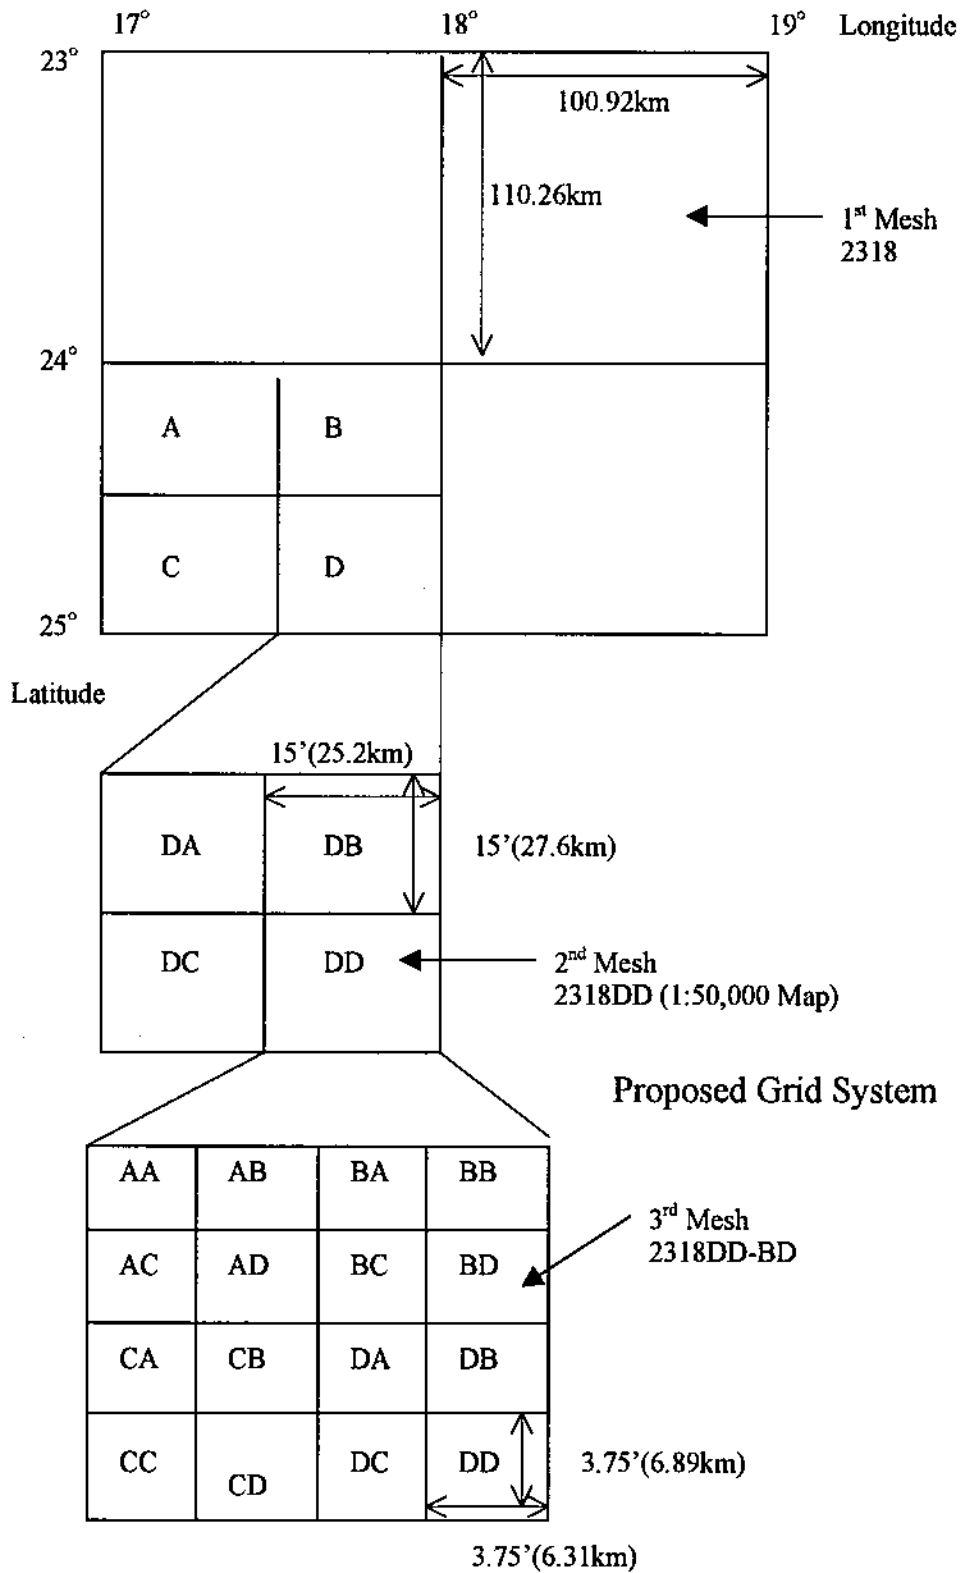 17° 18° 19° Longitude
23°
100.92km
110.26km
1st Mesh
2318
24°
A B
C D
25°
Latitude
15’(25.2km)
DA DB
15’(27.6km)
DC DD
2nd Mesh
2318DD (1:50,000 Map)
Proposed Grid System
AA AB BA BB
3rd Mesh
2318DD-BD
AC AD BC BD
CA CB DA DB
CC CD DC DD
3.75’(6.89km)
3.75’(6.31km)